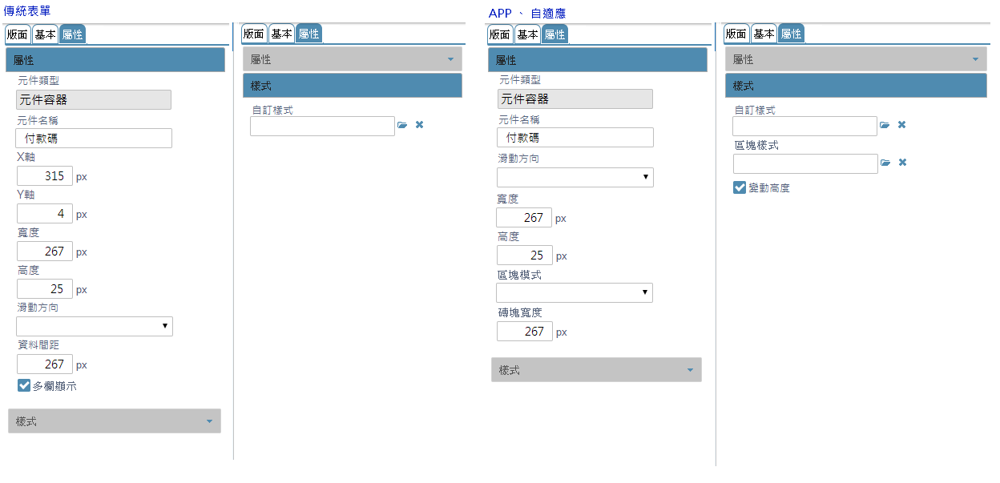 傳統表單
版面 基本 屬性
屬性
元件類型
元件容器
元件名稱
付款碼
X軸
315 px
Y軸
4 px
寬度
267 px
高度
25 px
滑動方向
資料間距
267 px
多欄顯示
樣式
版面 基本 屬性
屬性
樣式
自訂樣式
APP 、 自適應
版面 基本 屬性
屬性
元件類型
元件容器
元件名稱
付款碼
滑動方向
寬度
267 px
高度
25 px
區塊模式
磚塊寬度
267 px
樣式
版面 基本 屬性
屬性
樣式
自訂樣式
區塊樣式
變動高度